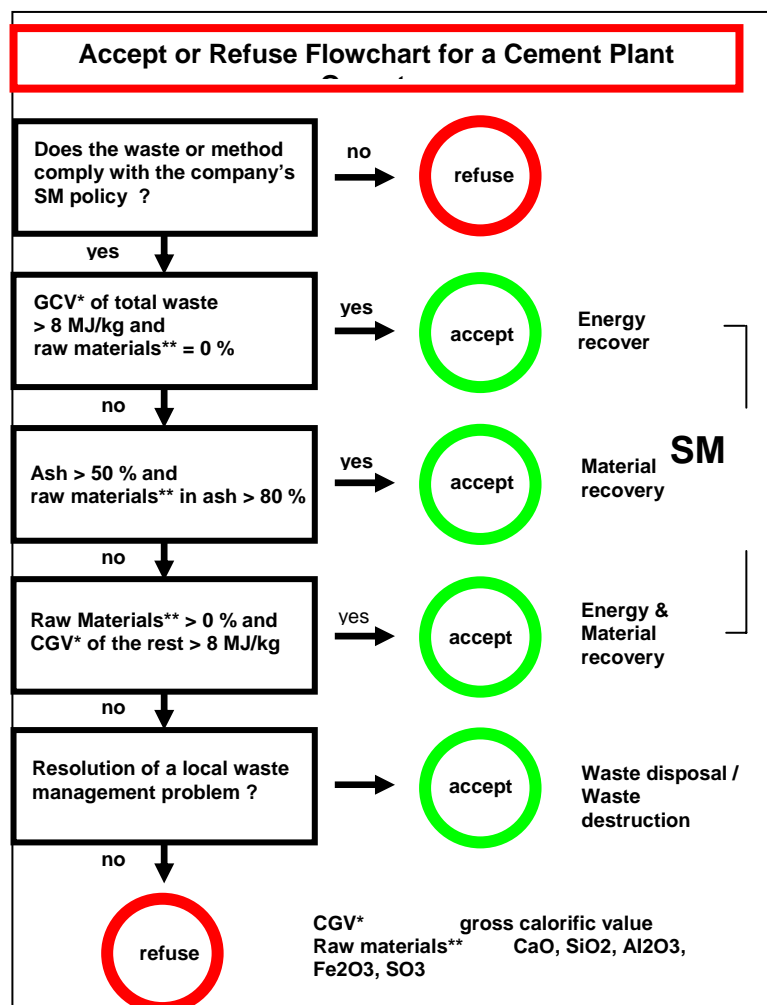 Accept or Refuse Flowchart for a Cement Plant
Does the waste or method
comply with the company's
SM policy ?
no
refuse
yes
GCV* of total waste
> 8 MJ/kg and
raw materials** = 0 %
yes
accept
Energy
recover
no
Ash > 50 % and
raw materials** in ash > 80 %
yes
accept
Material
recovery
SM
no
Raw Materials** > 0 % and
CGV* of the rest > 8 MJ/kg
yes
accept
Energy &
Material
recovery
no
Resolution of a local waste
management problem ?
accept
Waste disposal /
Waste
destruction
no
refuse
CGV* gross calorific value
Raw materials** CaO, SiO2, Al2O3,
Fe2O3, SO3